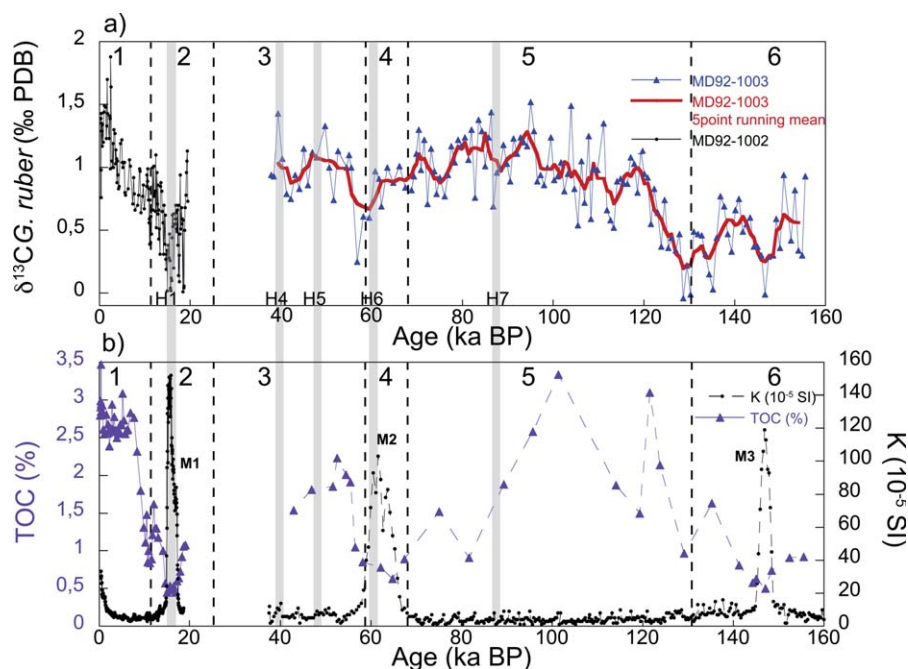 a)
2
1,5
1
0,5
0
δ¹³CG. ruber (‰ PDB)
1 2 3 4 5 6
MD92-1003
MD92-1003
5point running mean
MD92-1002
H1 H4 H5 H6 H7
0 20 40 60 80 100 120 140 160
Age (ka BP)
b)
3,5
3
2,5
2
1,5
1
0,5
0
TOC (%)
1 2 3 4 5 6
K (10⁻⁵ SI)
TOC (%)
M1 M2 M3
160
140
120
100
80
60
40
20
0
K (10⁻⁵ SI)
0 20 40 60 80 100 120 140 160
Age (ka BP)